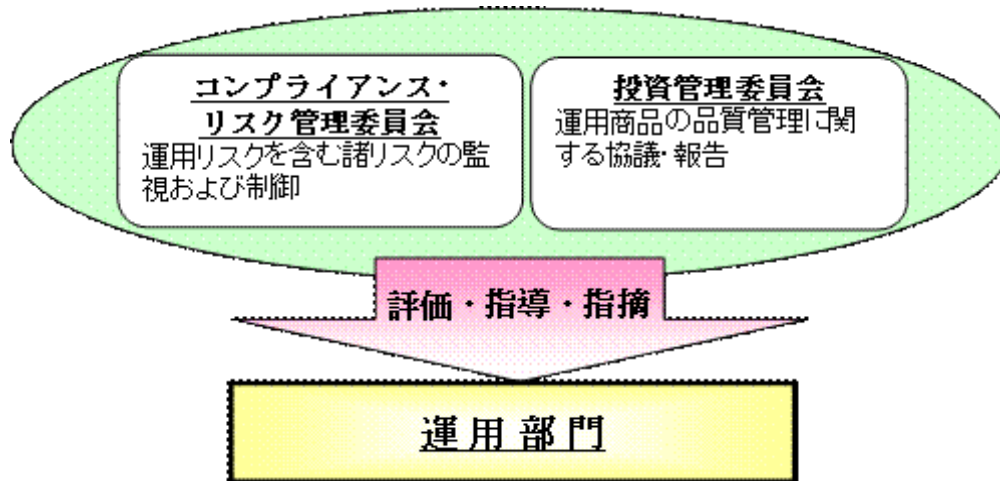 コンプライアンス・
リスク管理委員会
運用リスクを含む諸リスクの監
視および制御
投資管理委員会
運用商品の品質管理に関
する協議・報告
評価・指導・指摘
運用部門